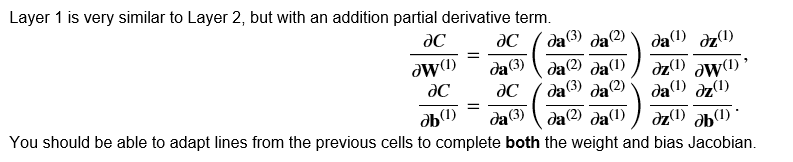 Layer 1 is very similar to Layer 2, but with an addition partial derivative term.
∂C/∂W⁽¹⁾ = ∂C/∂a⁽³⁾ (∂a⁽³⁾/∂a⁽²⁾ ∂a⁽²⁾/∂a⁽¹⁾) ∂a⁽¹⁾/∂z⁽¹⁾ ∂z⁽¹⁾/∂W⁽¹⁾,
∂C/∂b⁽¹⁾ = ∂C/∂a⁽³⁾ (∂a⁽³⁾/∂a⁽²⁾ ∂a⁽²⁾/∂a⁽¹⁾) ∂a⁽¹⁾/∂z⁽¹⁾ ∂z⁽¹⁾/∂b⁽¹⁾.
You should be able to adapt lines from the previous cells to complete both the weight and bias Jacobian.